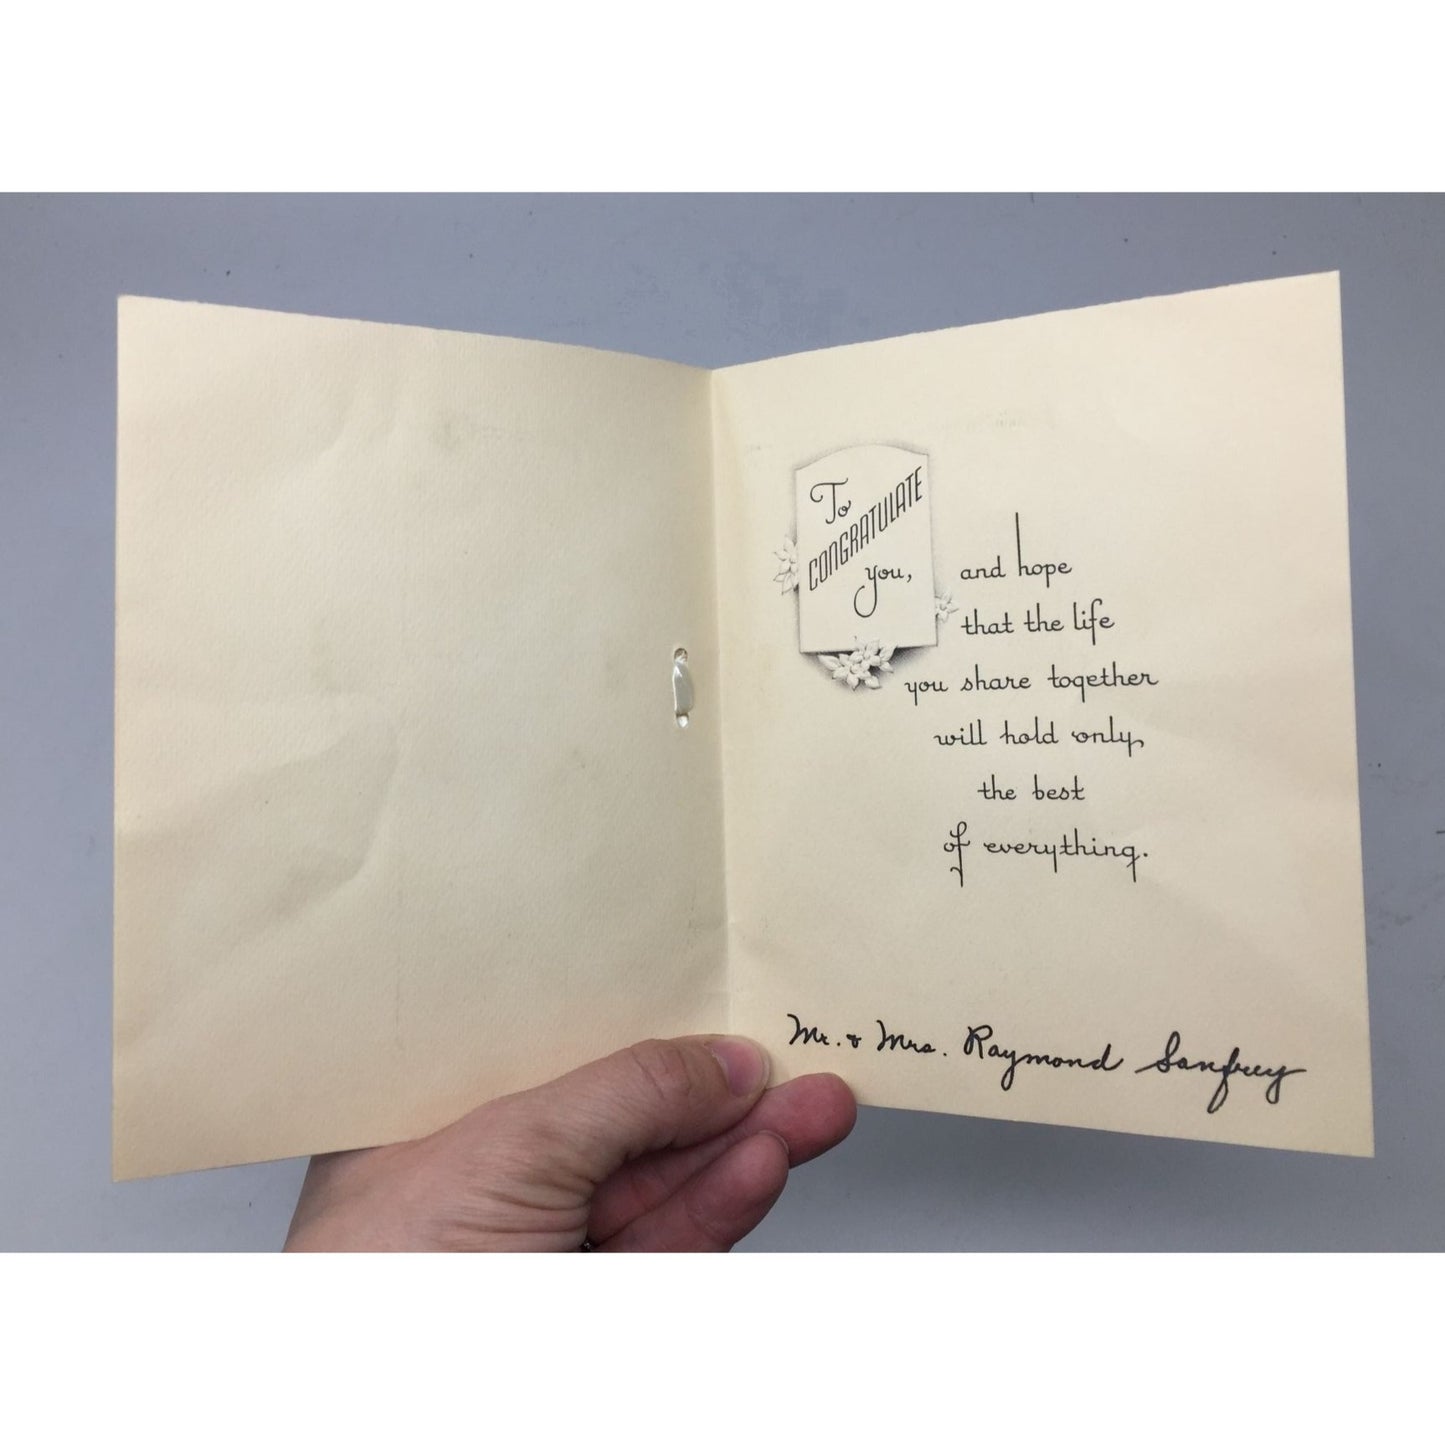 To
CONGRATULATE
you,
and hope
that the life
you share together
will hold only
the best
of everything.
Mr. & Mrs. Raymond Sanfrey